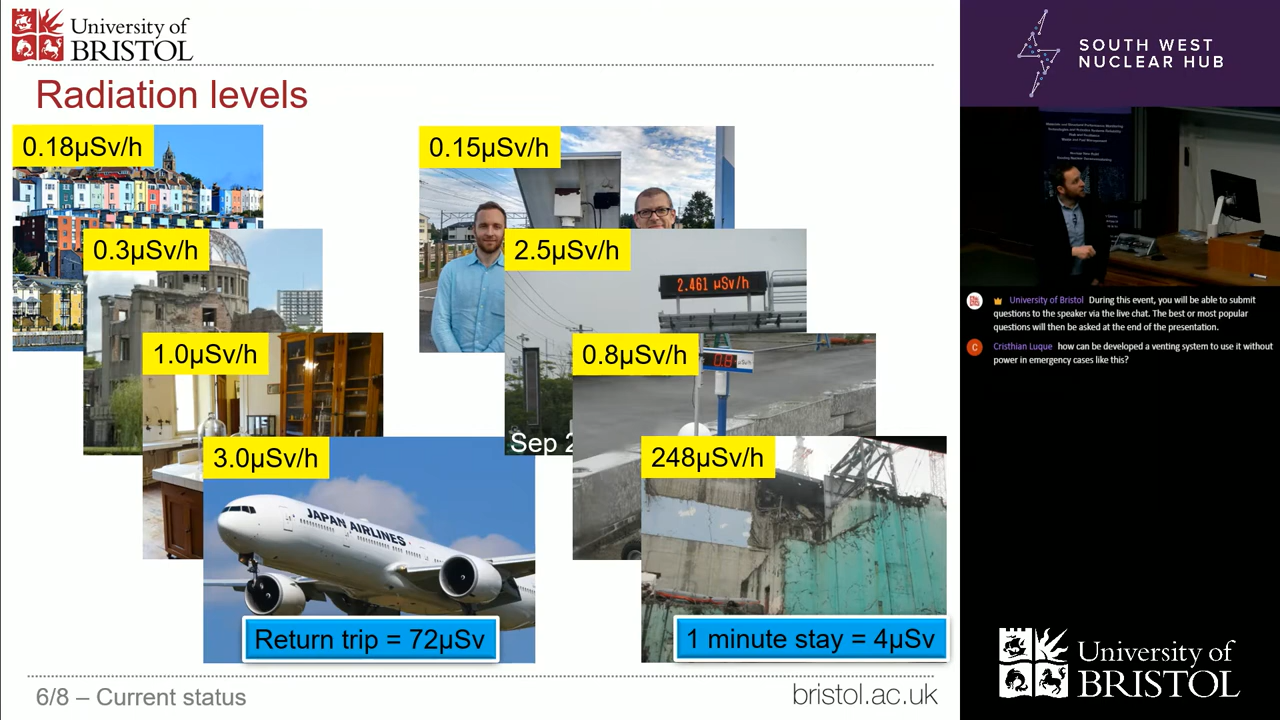 University of
BRISTOL
Radiation levels
0.18µSv/h
0.3µSv/h
1.0µSv/h
3.0µSv/h
JAPAN AIRLINES
Return trip = 72µSv
0.15µSv/h
2.5µSv/h
2.461 µSv/h
0.8µSv/h
Sep 2
248µSv/h
1 minute stay = 4µSv
6/8 – Current status
bristol.ac.uk
SOUTH WEST
NUCLEAR HUB
University of Bristol During this event, you will be able to submit
questions to the speaker via the live chat. The best or most popular
questions will then be asked at the end of the presentation.
C
Cristhian Luque how can be developed a venting system to use it without
power in emergency cases like this?
University of
BRISTOL